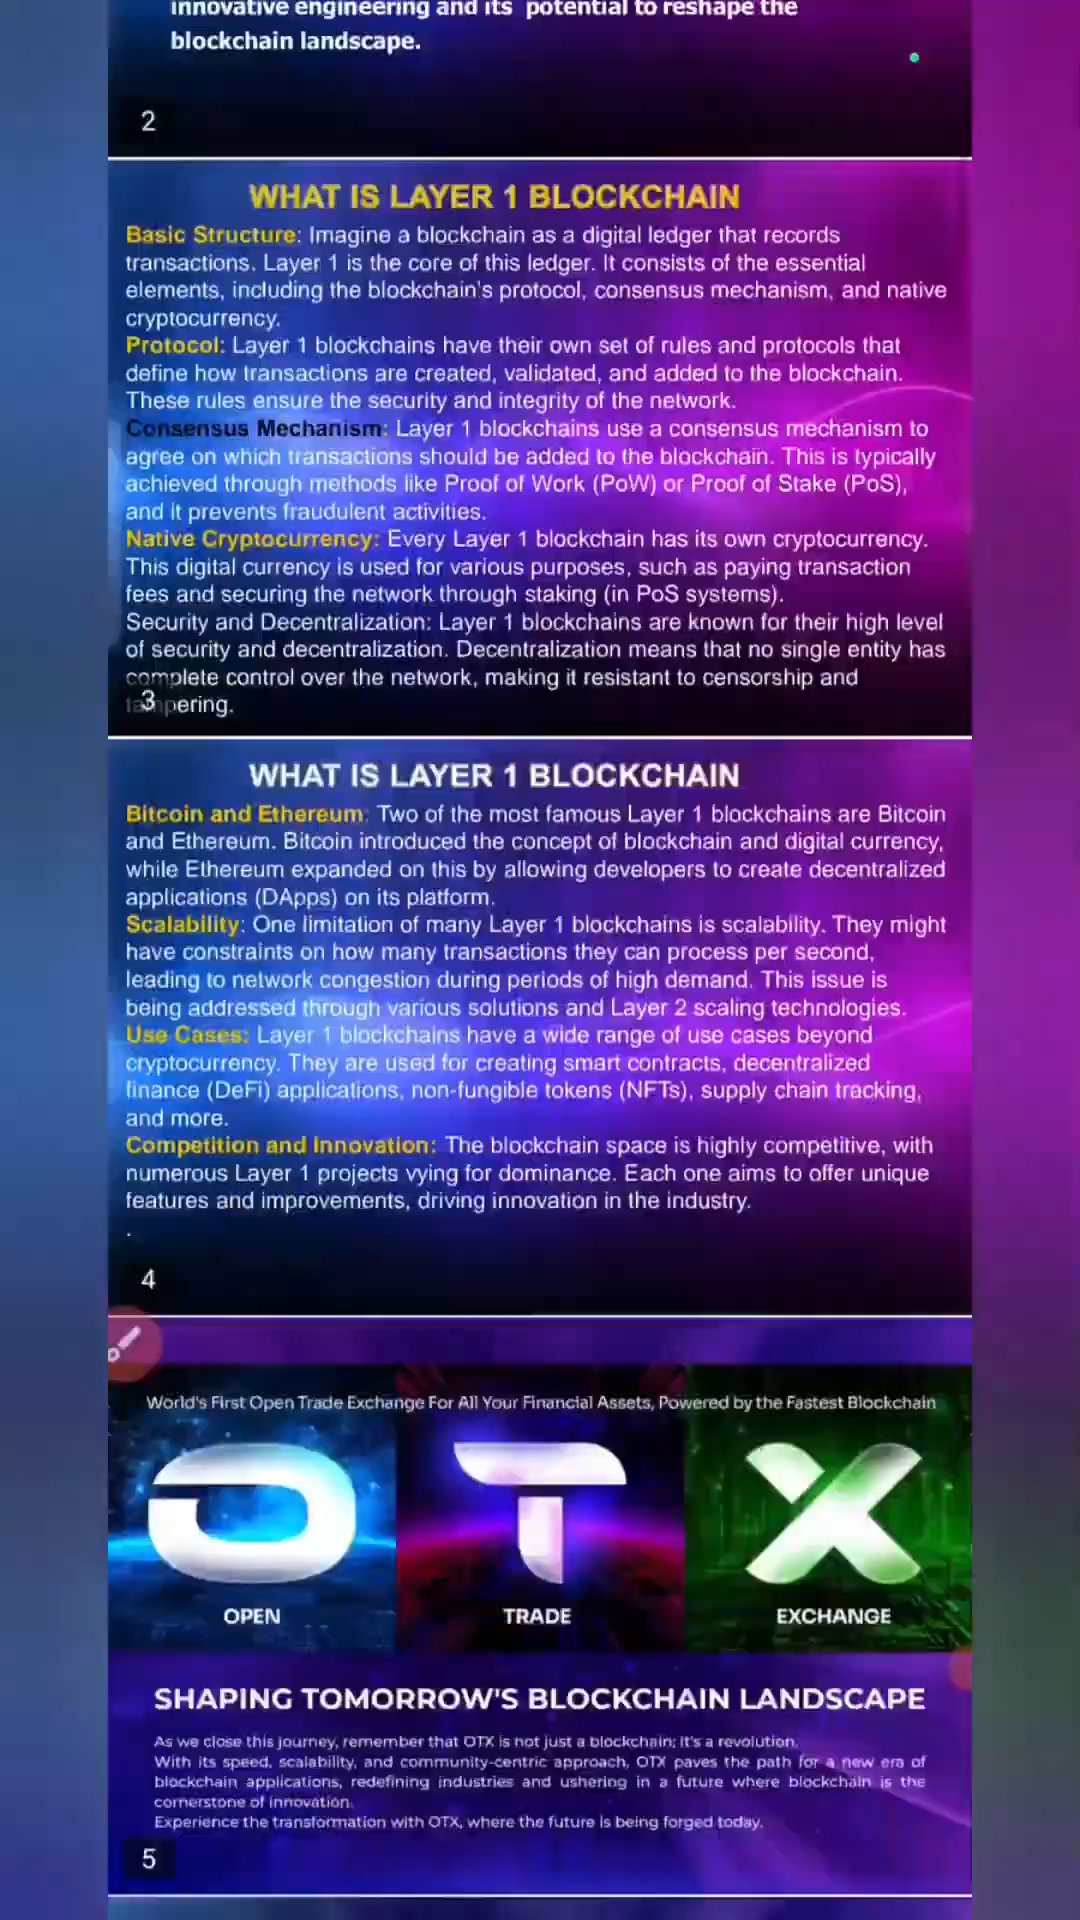 innovative engineering and its potential to reshape the
blockchain landscape.
2
WHAT IS LAYER 1 BLOCKCHAIN
Basic Structure: Imagine a blockchain as a digital ledger that records
transactions. Layer 1 is the core of this ledger. It consists of the essential
elements, including the blockchain's protocol, consensus mechanism, and native
cryptocurrency.
Protocol: Layer 1 blockchains have their own set of rules and protocols that
define how transactions are created, validated, and added to the blockchain.
These rules ensure the security and integrity of the network.
Consensus Mechanism: Layer 1 blockchains use a consensus mechanism to
agree on which transactions should be added to the blockchain. This is typically
achieved through methods like Proof of Work (PoW) or Proof of Stake (PoS),
and it prevents fraudulent activities.
Native Cryptocurrency: Every Layer 1 blockchain has its own cryptocurrency.
This digital currency is used for various purposes, such as paying transaction
fees and securing the network through staking (in PoS systems).
Security and Decentralization: Layer 1 blockchains are known for their high level
of security and decentralization. Decentralization means that no single entity has
complete control over the network, making it resistant to censorship and
tampering.
3
WHAT IS LAYER 1 BLOCKCHAIN
Bitcoin and Ethereum: Two of the most famous Layer 1 blockchains are Bitcoin
and Ethereum. Bitcoin introduced the concept of blockchain and digital currency,
while Ethereum expanded on this by allowing developers to create decentralized
applications (DApps) on its platform.
Scalability: One limitation of many Layer 1 blockchains is scalability. They might
have constraints on how many transactions they can process per second,
leading to network congestion during periods of high demand. This issue is
being addressed through various solutions and Layer 2 scaling technologies.
Use Cases: Layer 1 blockchains have a wide range of use cases beyond
cryptocurrency. They are used for creating smart contracts, decentralized
finance (DeFi) applications, non-fungible tokens (NFTs), supply chain tracking,
and more.
Competition and Innovation: The blockchain space is highly competitive, with
numerous Layer 1 projects vying for dominance. Each one aims to offer unique
features and improvements, driving innovation in the industry.
.
4
World's First Open Trade Exchange For All Your Financial Assets, Powered by the Fastest Blockchain
O T X
OPEN TRADE EXCHANGE
SHAPING TOMORROW'S BLOCKCHAIN LANDSCAPE
As we close this journey, remember that OTX is not just a blockchain; it's a revolution.
With its speed, scalability, and community-centric approach, OTX paves the path for a new era of
blockchain applications, redefining industries and ushering in a future where blockchain is the
cornerstone of innovation.
Experience the transformation with OTX, where the future is being forged today.
5